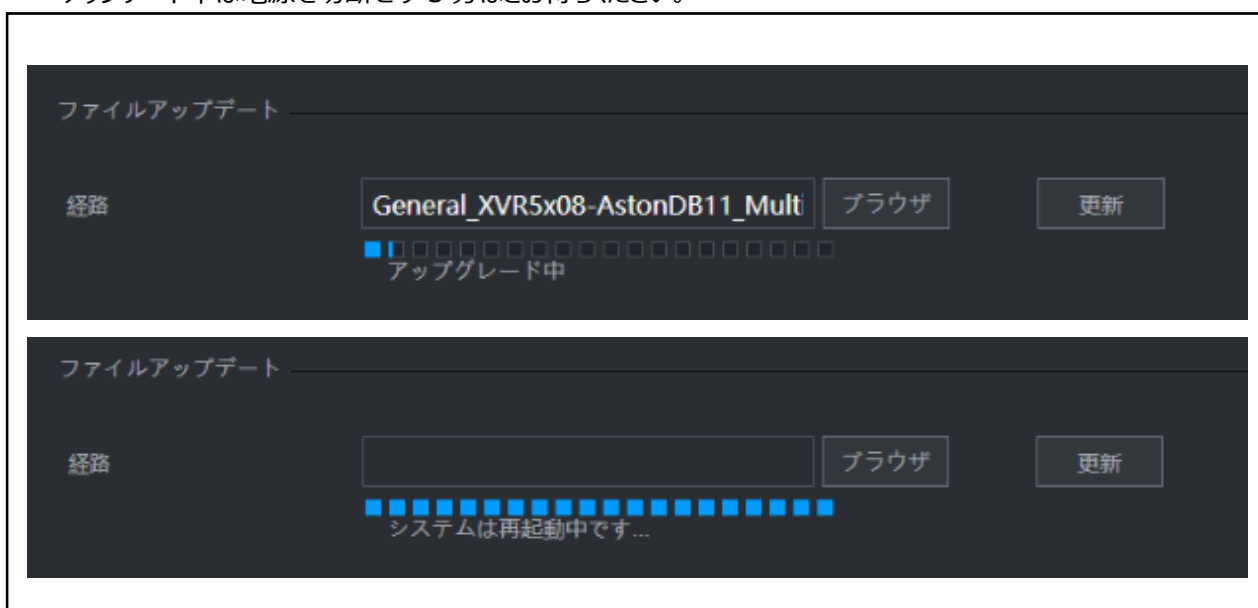 ファイルアップデート
経路 General_XVR5x08-AstonDB11_Multi ブラウザ 更新
アップグレード中
ファイルアップデート
経路 ブラウザ 更新
システムは再起動中です...